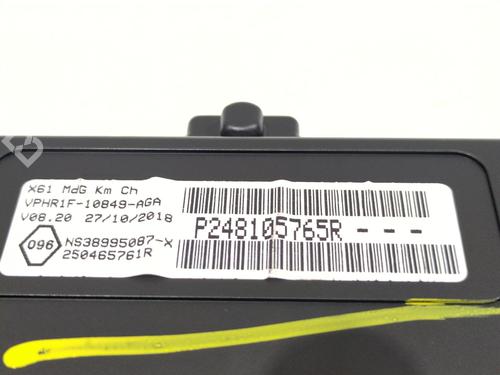 X61 MdG Km Ch
VPHR1F-10849-AGA
V08.20 27/10/2018
096
NS38995087-X
250465761R
P248105765R - - -